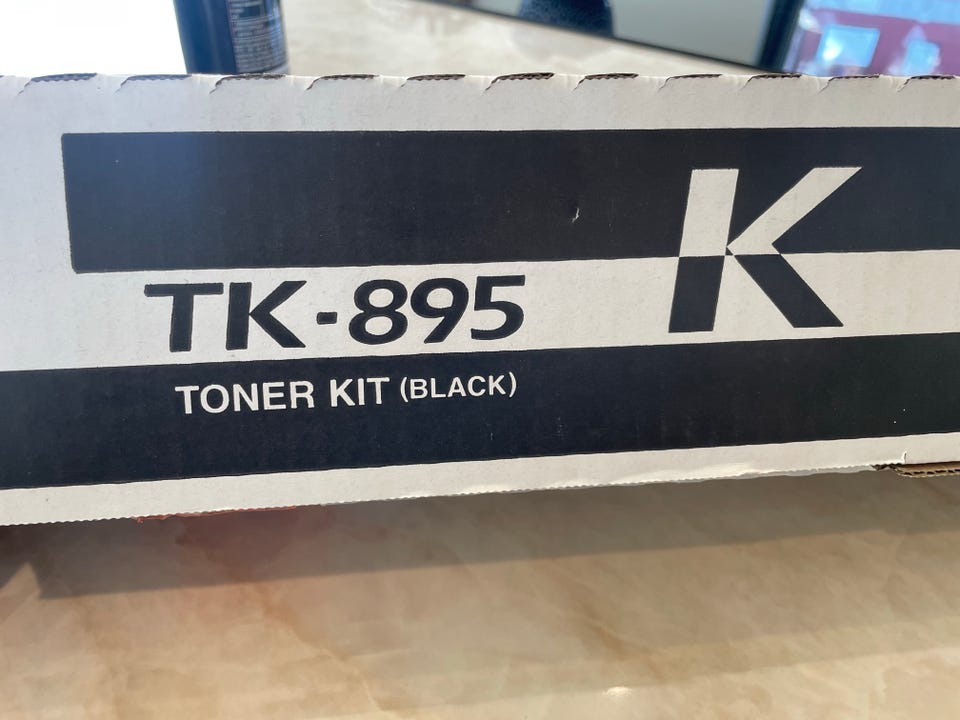 K
TK-895
TONER KIT (BLACK)